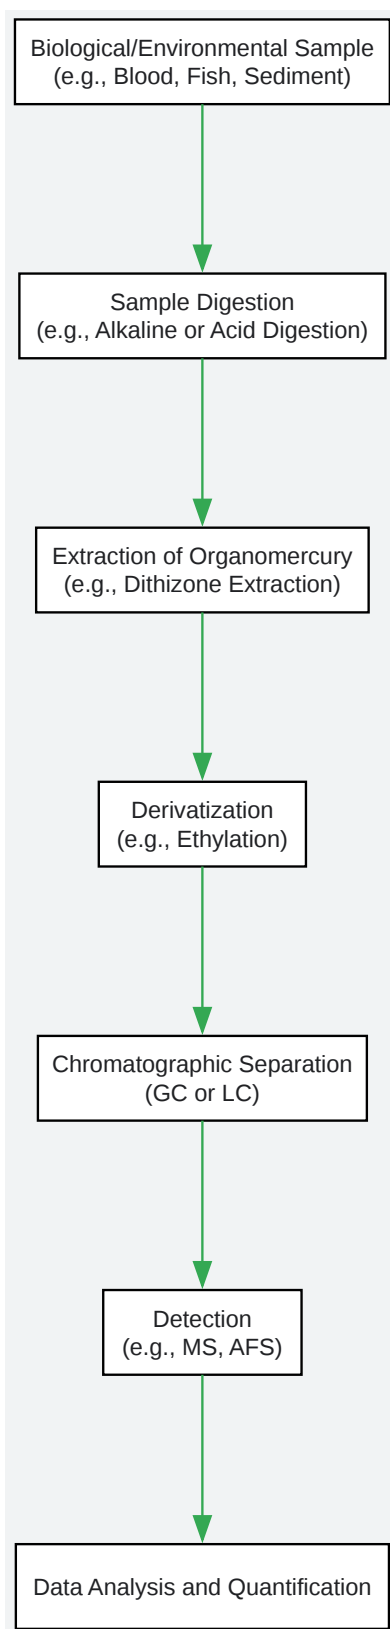 Biological/Environmental Sample
(e.g., Blood, Fish, Sediment)
Sample Digestion
(e.g., Alkaline or Acid Digestion)
Extraction of Organomercury
(e.g., Dithizone Extraction)
Derivatization
(e.g., Ethylation)
Chromatographic Separation
(GC or LC)
Detection
(e.g., MS, AFS)
Data Analysis and Quantification